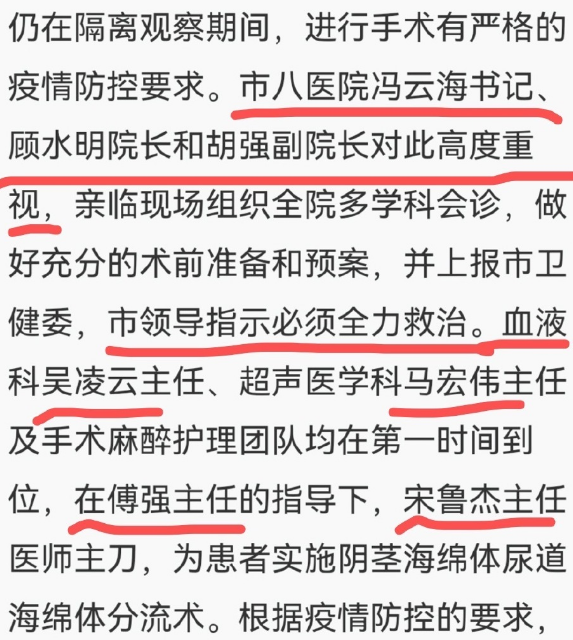 仍在隔离观察期间，进行手术有严格的
疫情防控要求。市八医院冯云海书记、
顾水明院长和胡强副院长对此高度重
视，亲临现场组织全院多学科会诊，做
好充分的术前准备和预案，并上报市卫
健委，市领导指示必须全力救治。血液
科吴凌云主任、超声医学科马宏伟主任
及手术麻醉护理团队均在第一时间到
位，在傅强主任的指导下，宋鲁杰主任
医师主刀，为患者实施阴茎海绵体尿道
海绵体分流术。根据疫情防控的要求，